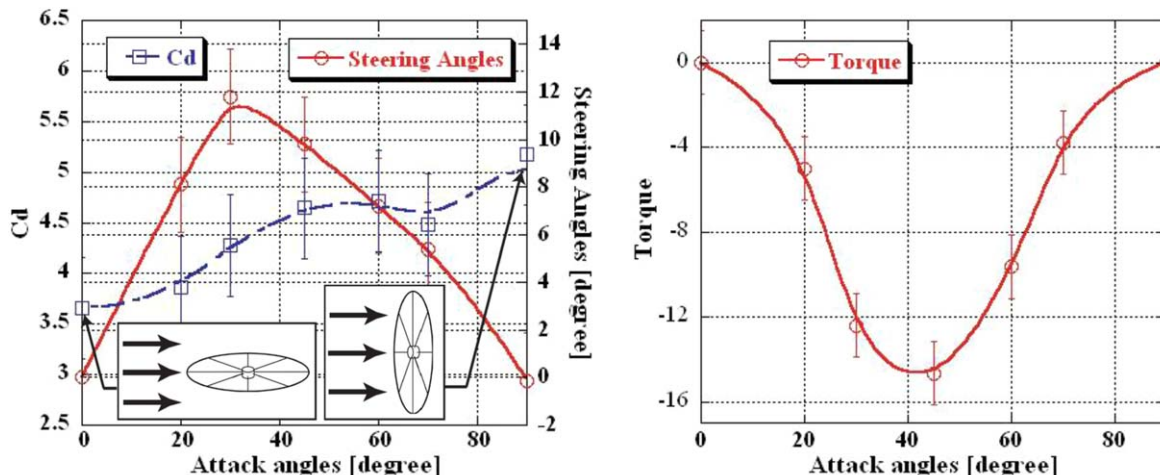 6.5
6
5.5
5
4.5
4
3.5
3
2.5
Cd
Cd
Steering Angles
14
12
10
8
6
4
2
0
-2
Steering Angles [degree]
0 20 40 60 80
Attack angles [degree]
0
-4
-8
-12
-16
Torque
Torque
0 20 40 60 80
Attack angles [degree]